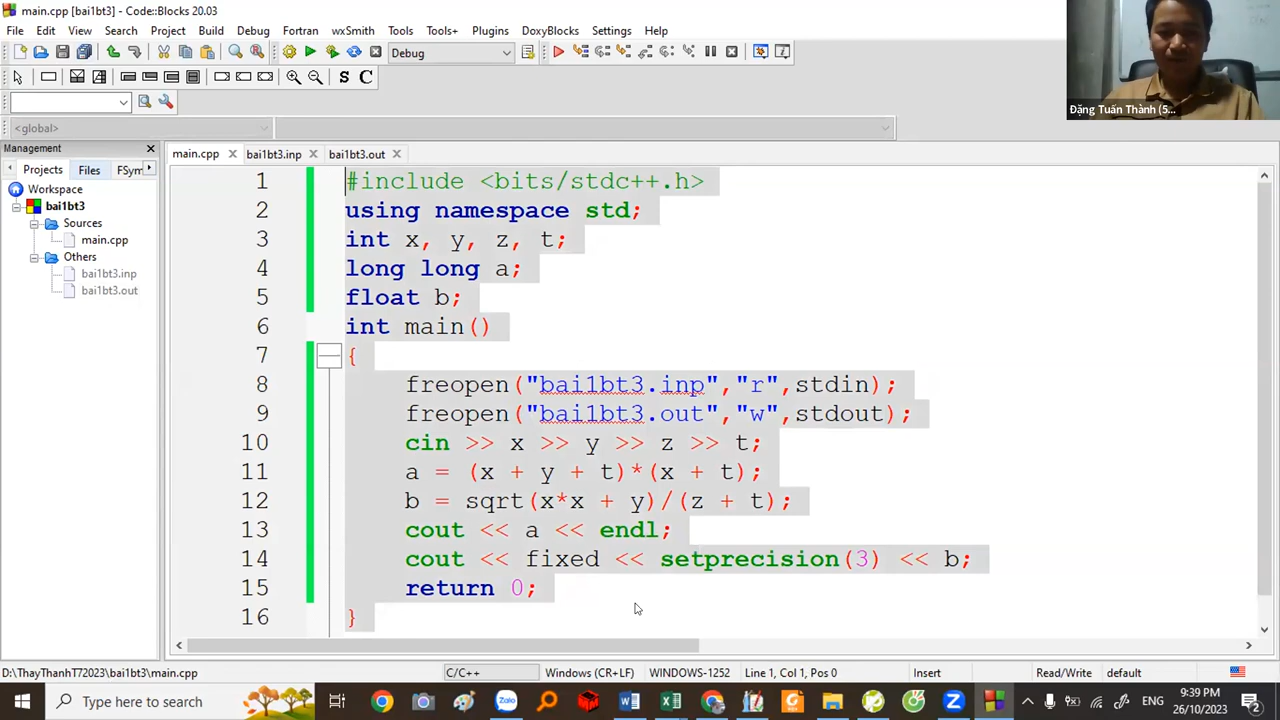 main.cpp [bai1bt3] - Code::Blocks 20.03
File Edit View Search Project Build Debug Fortran wxSmith Tools Tools+ Plugins DoxyBlocks Settings Help
Debug
S C
<global>
Management
Projects Files FSym
Workspace
bai1bt3
Sources
main.cpp
Others
bai1bt3.inp
bai1bt3.out
main.cpp bai1bt3.inp bai1bt3.out
1 #include <bits/stdc++.h>
2 using namespace std;
3 int x, y, z, t;
4 long long a;
5 float b;
6 int main()
7 {
8 freopen("bai1bt3.inp","r",stdin);
9 freopen("bai1bt3.out","w",stdout);
10 cin >> x >> y >> z >> t;
11 a = (x + y + t)*(x + t);
12 b = sqrt(x*x + y)/(z + t);
13 cout << a << endl;
14 cout << fixed << setprecision(3) << b;
15 return 0;
16 }
Đặng Tuấn Thành (5...
D:\ThayThanhT72023\bai1bt3\main.cpp C/C++ Windows (CR+LF) WINDOWS-1252 Line 1, Col 1, Pos 0 Insert Read/Write default
Type here to search
Zalo
ENG
9:39 PM
26/10/2023